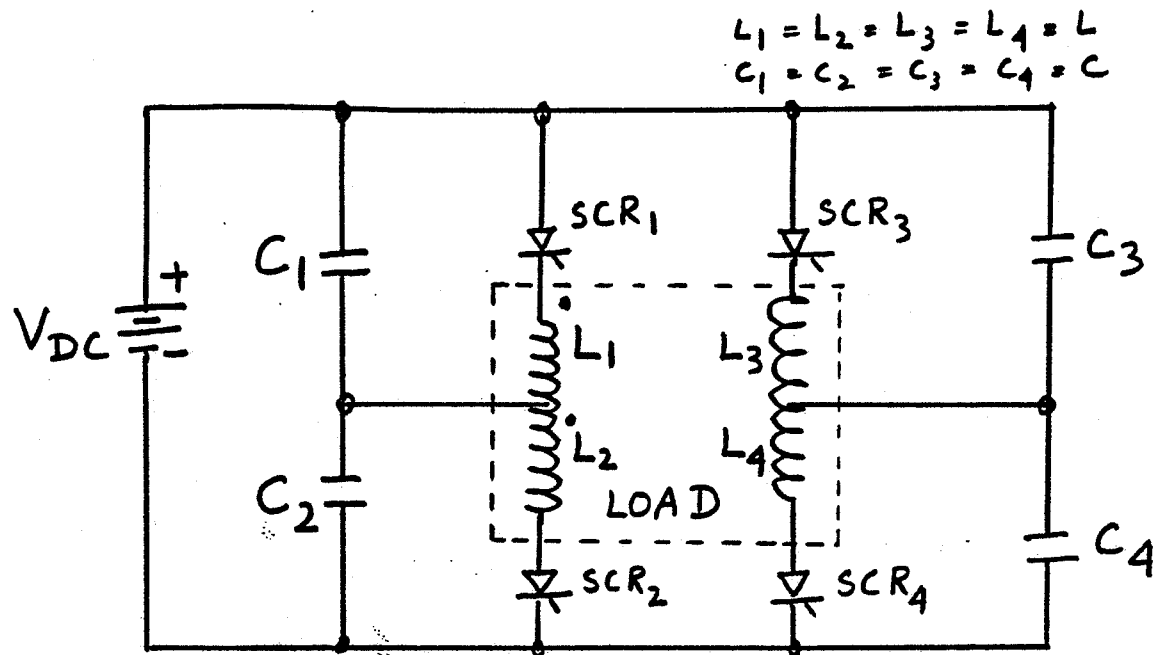 L1 = L2 = L3 = L4 = L
C1 = C2 = C3 = C4 = C
SCR1
SCR3
C1
C3
+
VDC
-
L1
L3
L2
L4
C2
LOAD
C4
SCR2
SCR4